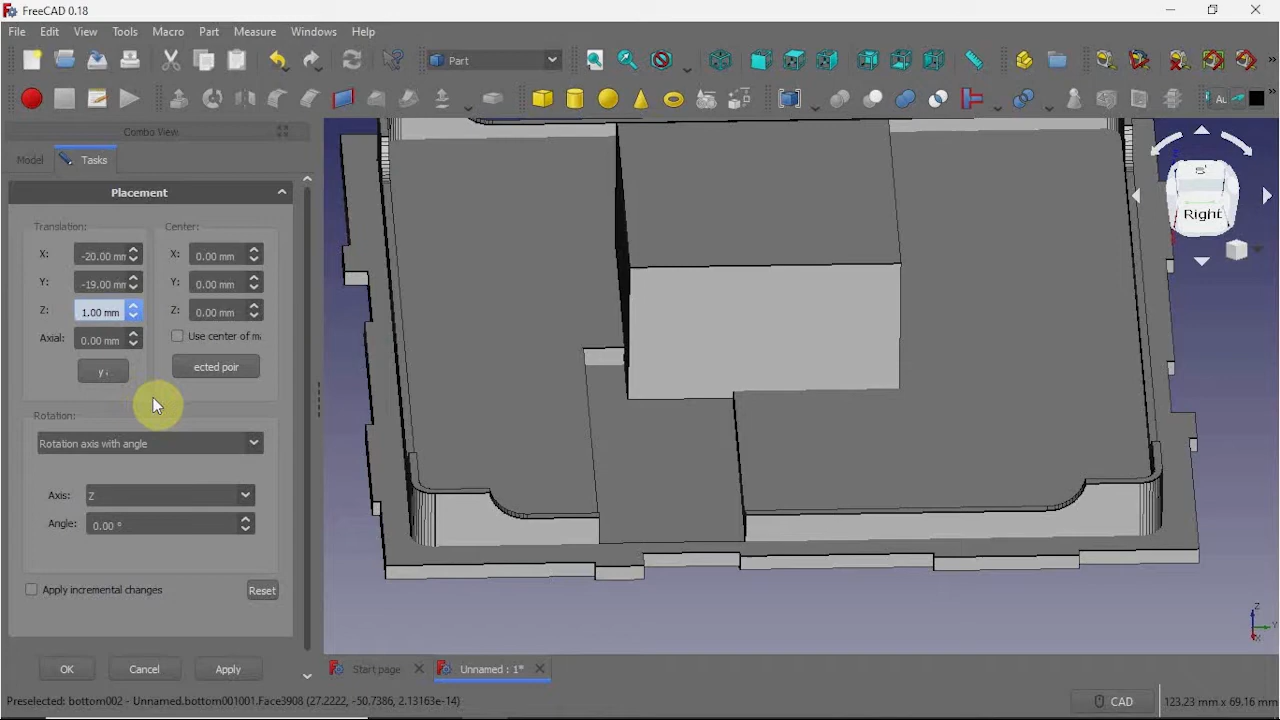 FreeCAD 0.18
File Edit View Tools Macro Part Measure Windows Help
Part
AL
Combo View
Model Tasks
Placement
Translation: Center:
X: -20.00 mm X: 0.00 mm
Y: -19.00 mm Y: 0.00 mm
Z: 1.00 mm Z: 0.00 mm
Axial: 0.00 mm Use center of m
y . ected poir
Rotation:
Rotation axis with angle
Axis: Z
Angle: 0.00 °
Apply incremental changes Reset
OK Cancel Apply
Right
Z
Y
X
Start page Unnamed : 1*
Preselected: bottom002 - Unnamed.bottom001001.Face3908 (27.2222, -50.7386, 2.13163e-14) CAD 123.23 mm x 69.16 mm